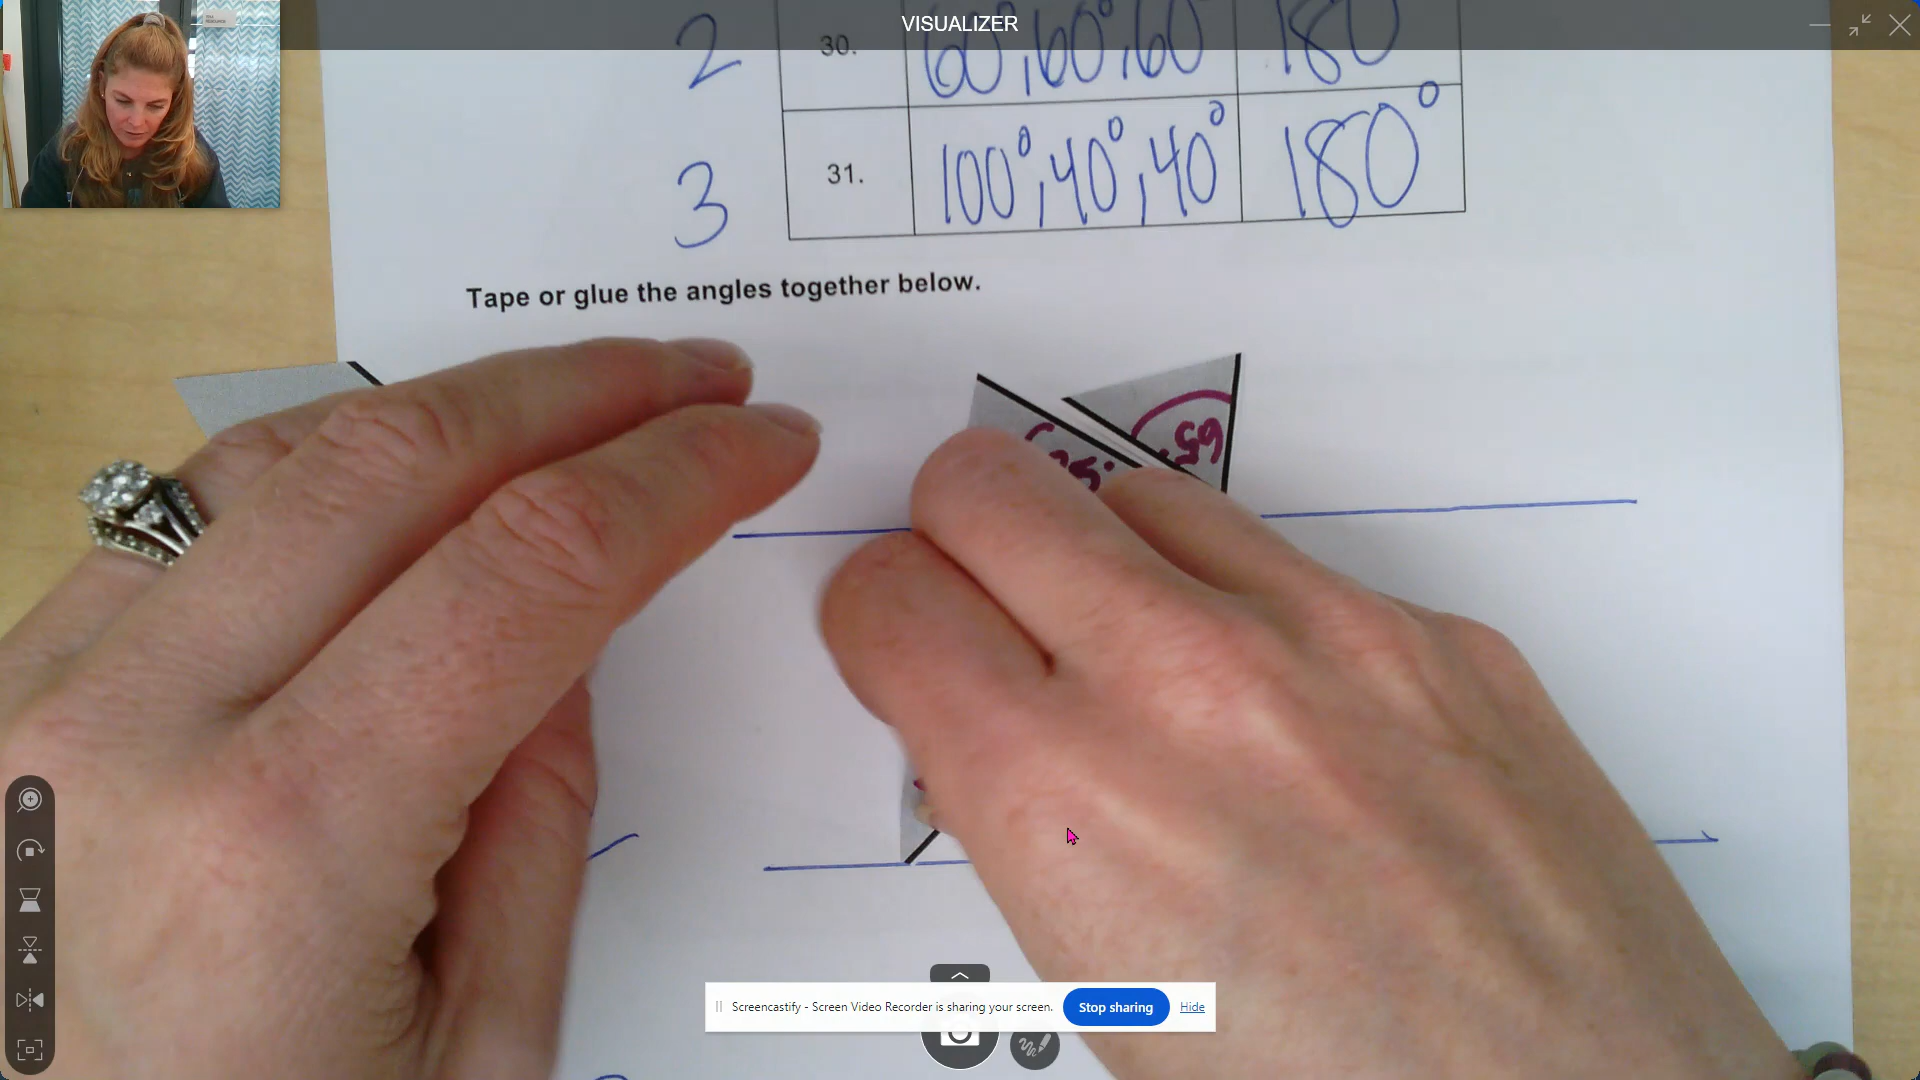 VISUALIZER
2 30. 60°, 60°, 60° 180
3 31. 100°, 40°, 40° 180°
Tape or glue the angles together below.
65°
Screencastify - Screen Video Recorder is sharing your screen. Stop sharing Hide